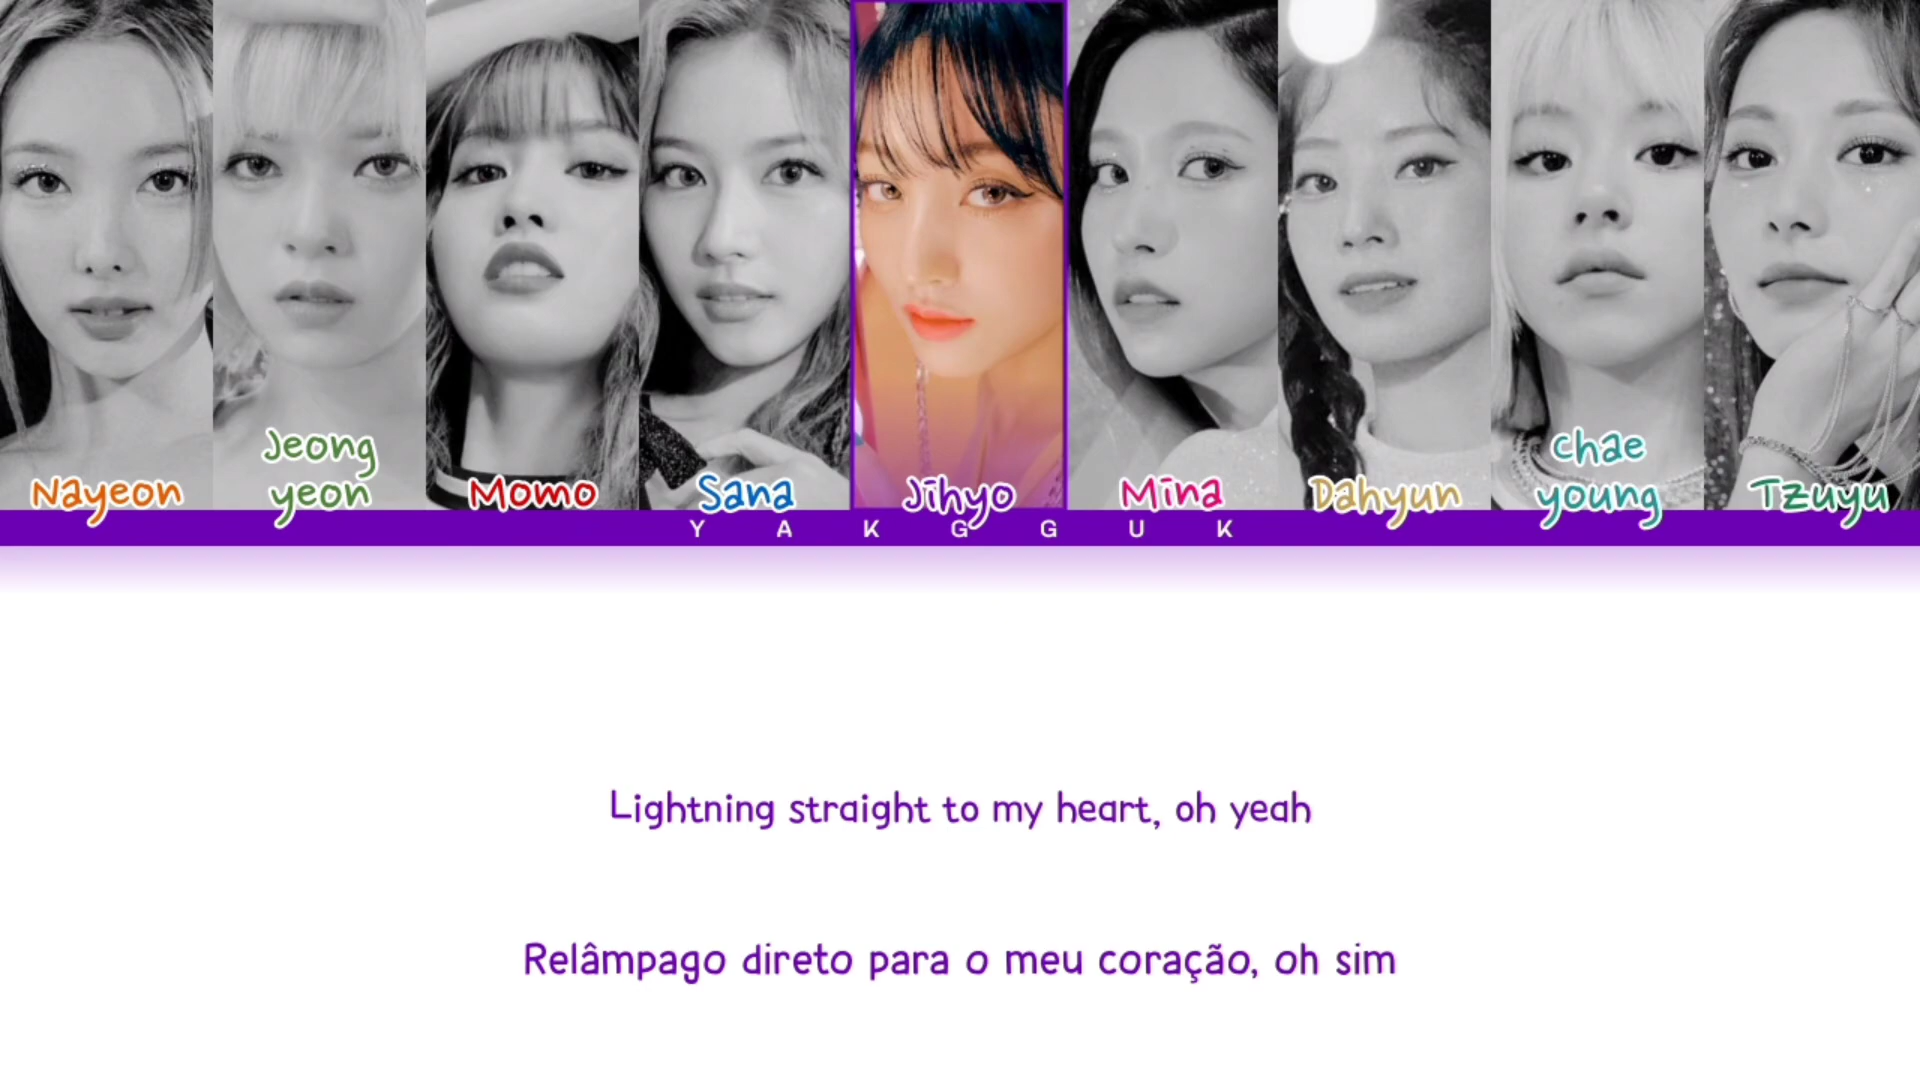 Nayeon
Jeong
yeon
Momo
Sana
Jihyo
Mina
Dahyun
Chae
young
Tzuyu
YAKGGUK
Lightning straight to my heart, oh yeah
Relâmpago direto para o meu coração, oh sim